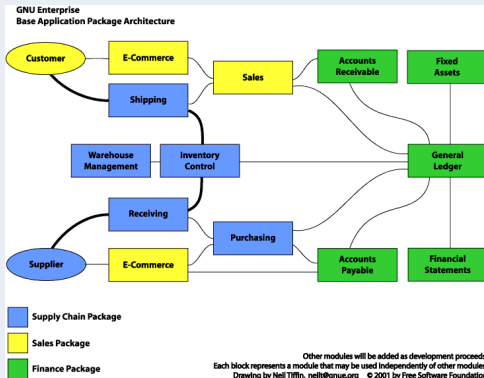 GNU Enterprise
Base Application Package Architecture
Customer
E-Commerce
Sales
Accounts
Receivable
Fixed
Assets
Shipping
Warehouse
Management
Inventory
Control
General
Ledger
Receiving
Purchasing
Supplier
E-Commerce
Accounts
Payable
Financial
Statements
Supply Chain Package
Sales Package
Finance Package
Other modules will be added as development proceeds
Each block represents a module that may be used independently of other modules
Drawing by Neil Tiffin, neilt@gnue.org © 2001 by Free Software Foundation